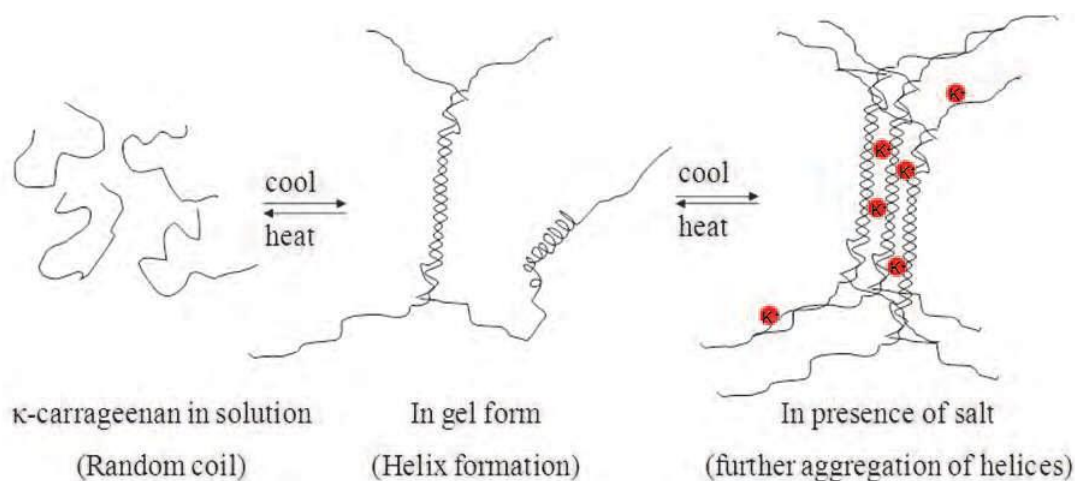 K⁺
K⁺
K⁺
K⁺
K⁺
K⁺
cool
heat
cool
heat
κ-carrageenan in solution
(Random coil)
In gel form
(Helix formation)
In presence of salt
(further aggregation of helices)